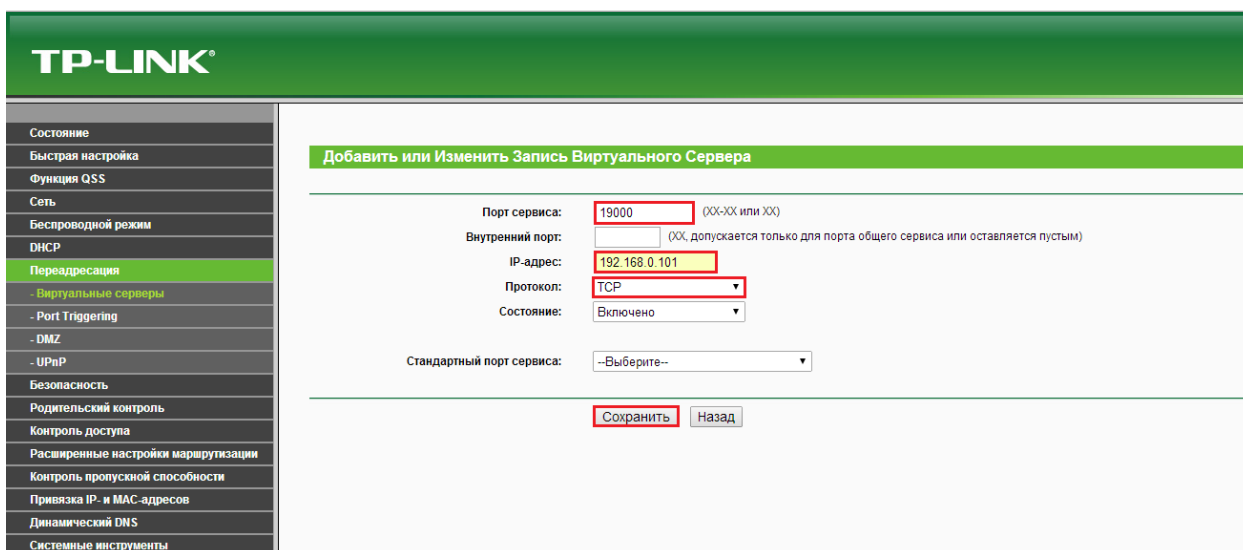 TP-LINK®
Состояние
Быстрая настройка
Функция QSS
Сеть
Беспроводной режим
DHCP
Переадресация
- Виртуальные серверы
- Port Triggering
- DMZ
- UPnP
Безопасность
Родительский контроль
Контроль доступа
Расширенные настройки маршрутизации
Контроль пропускной способности
Привязка IP- и MAC-адресов
Динамический DNS
Системные инструменты
Добавить или Изменить Запись Виртуального Сервера
Порт сервиса: 19000 (XX-XX или XX)
Внутренний порт: (XX, допускается только для порта общего сервиса или оставляется пустым)
IP-адрес: 192.168.0.101
Протокол: TCP
Состояние: Включено
Стандартный порт сервиса: --Выберите--
Сохранить Назад